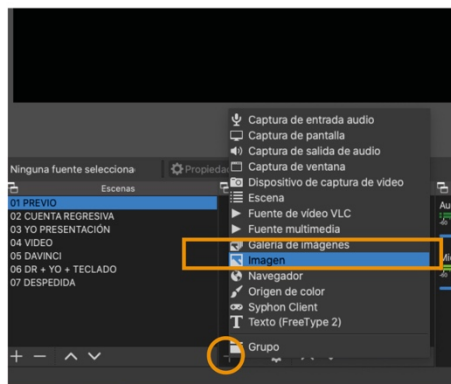 Captura de entrada audio
Captura de pantalla
Captura de salida de audio
Captura de ventana
Dispositivo de captura de video
Escena
Fuente de vídeo VLC
Fuente multimedia
Galería de imágenes
Imagen
Navegador
Origen de color
Syphon Client
Texto (FreeType 2)
Grupo
Ninguna fuente selecciona
Propiedad
Escenas
01 PREVIO
02 CUENTA REGRESIVA
03 YO PRESENTACIÓN
04 VIDEO
05 DAVINCI
06 DR + YO + TECLADO
07 DESPEDIDA
Au